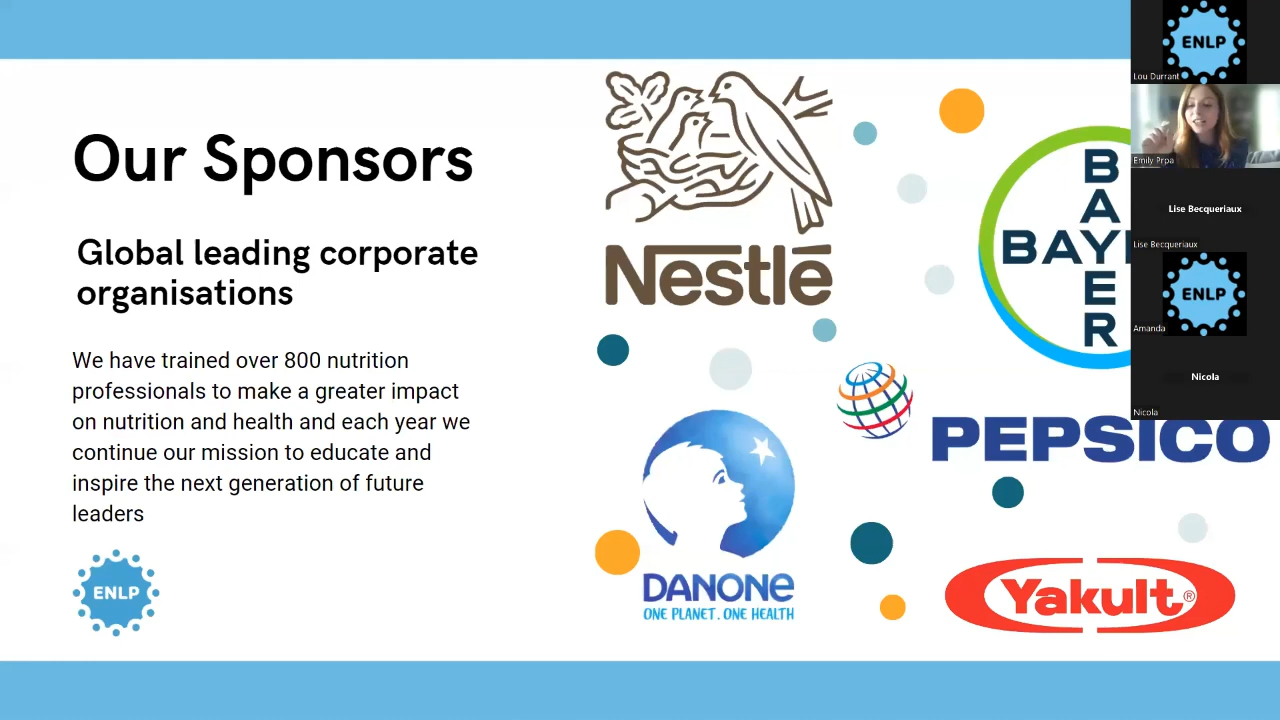 Our Sponsors
Global leading corporate
organisations
We have trained over 800 nutrition
professionals to make a greater impact
on nutrition and health and each year we
continue our mission to educate and
inspire the next generation of future
leaders
ENLP
Nestlé
BAYER
BAYE
PEPSICO
DANONE
ONE PLANET. ONE HEALTH
Yakult®
ENLP
Lou Durrant
Emily Prpa
Lise Becqueriaux
Lise Becqueriaux
ENLP
Amanda
Nicola
Nicola